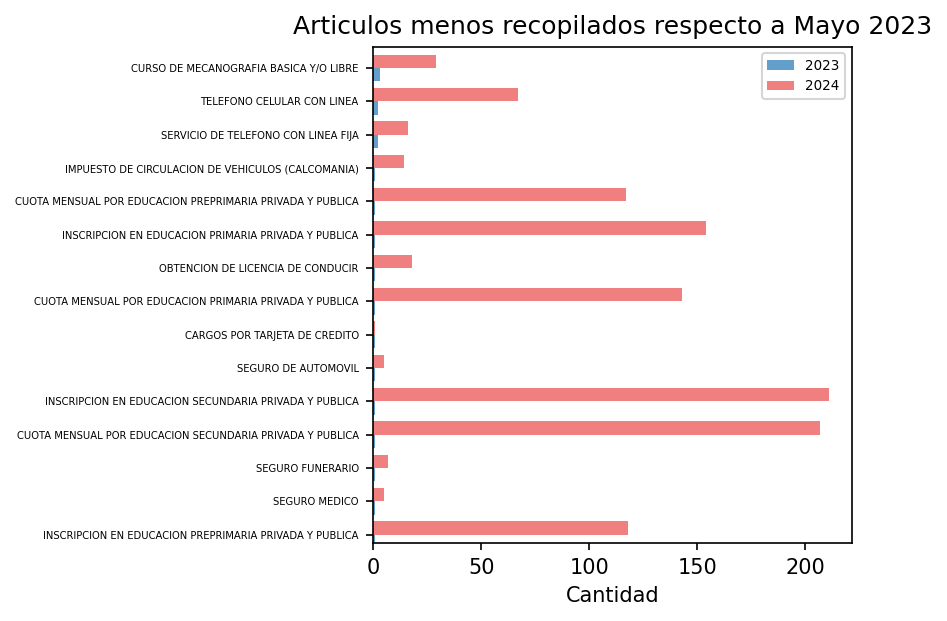 Articulos menos recopilados respecto a Mayo 2023
2023
2024
CURSO DE MECANOGRAFIA BASICA Y/O LIBRE
TELEFONO CELULAR CON LINEA
SERVICIO DE TELEFONO CON LINEA FIJA
IMPUESTO DE CIRCULACION DE VEHICULOS (CALCOMANIA)
CUOTA MENSUAL POR EDUCACION PREPRIMARIA PRIVADA Y PUBLICA
INSCRIPCION EN EDUCACION PRIMARIA PRIVADA Y PUBLICA
OBTENCION DE LICENCIA DE CONDUCIR
CUOTA MENSUAL POR EDUCACION PRIMARIA PRIVADA Y PUBLICA
CARGOS POR TARJETA DE CREDITO
SEGURO DE AUTOMOVIL
INSCRIPCION EN EDUCACION SECUNDARIA PRIVADA Y PUBLICA
CUOTA MENSUAL POR EDUCACION SECUNDARIA PRIVADA Y PUBLICA
SEGURO FUNERARIO
SEGURO MEDICO
INSCRIPCION EN EDUCACION PREPRIMARIA PRIVADA Y PUBLICA
0 50 100 150 200
Cantidad